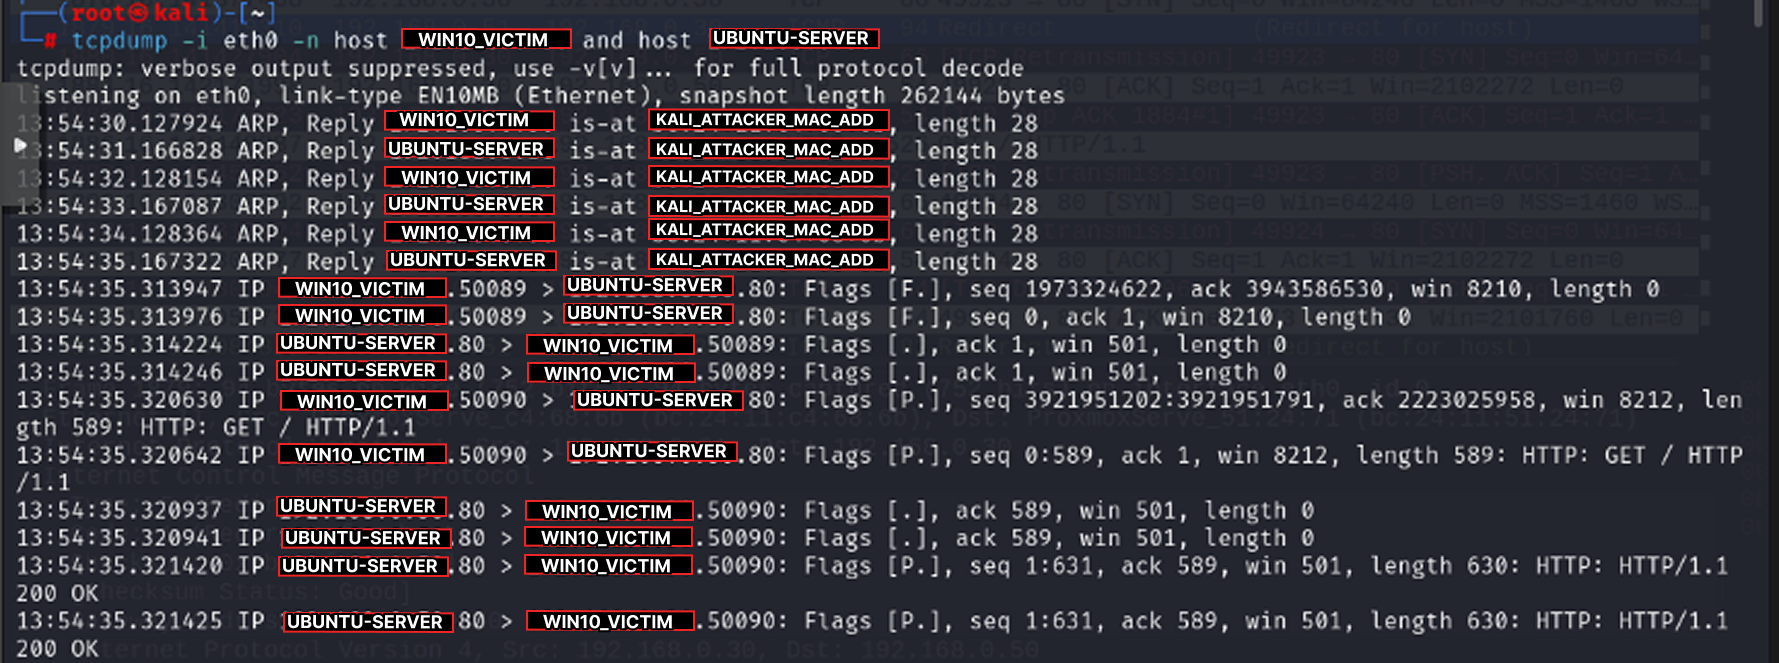 (root㉿kali)-[~]
# tcpdump -i eth0 -n host WIN10_VICTIM and host UBUNTU-SERVER
tcpdump: verbose output suppressed, use -v[v]... for full protocol decode
listening on eth0, link-type EN10MB (Ethernet), snapshot length 262144 bytes
13:54:30.127924 ARP, Reply WIN10_VICTIM is-at KALI_ATTACKER_MAC_ADD, length 28
13:54:31.166828 ARP, Reply UBUNTU-SERVER is-at KALI_ATTACKER_MAC_ADD, length 28
13:54:32.128154 ARP, Reply WIN10_VICTIM is-at KALI_ATTACKER_MAC_ADD, length 28
13:54:33.167087 ARP, Reply UBUNTU-SERVER is-at KALI_ATTACKER_MAC_ADD, length 28
13:54:34.128364 ARP, Reply WIN10_VICTIM is-at KALI_ATTACKER_MAC_ADD, length 28
13:54:35.167322 ARP, Reply UBUNTU-SERVER is-at KALI_ATTACKER_MAC_ADD, length 28
13:54:35.313947 IP WIN10_VICTIM.50089 > UBUNTU-SERVER.80: Flags [F.], seq 1973324622, ack 3943586530, win 8210, length 0
13:54:35.313976 IP WIN10_VICTIM.50089 > UBUNTU-SERVER.80: Flags [F.], seq 0, ack 1, win 8210, length 0
13:54:35.314224 IP UBUNTU-SERVER.80 > WIN10_VICTIM.50089: Flags [.], ack 1, win 501, length 0
13:54:35.314246 IP UBUNTU-SERVER.80 > WIN10_VICTIM.50089: Flags [.], ack 1, win 501, length 0
13:54:35.320630 IP WIN10_VICTIM.50090 > UBUNTU-SERVER 80: Flags [P.], seq 3921951202:3921951791, ack 2223025958, win 8212, len
gth 589: HTTP: GET / HTTP/1.1
13:54:35.320642 IP WIN10_VICTIM.50090 > UBUNTU-SERVER.80: Flags [P.], seq 0:589, ack 1, win 8212, length 589: HTTP: GET / HTTP
/1.1
13:54:35.320937 IP UBUNTU-SERVER.80 > WIN10_VICTIM.50090: Flags [.], ack 589, win 501, length 0
13:54:35.320941 IP UBUNTU-SERVER.80 > WIN10_VICTIM.50090: Flags [.], ack 589, win 501, length 0
13:54:35.321420 IP UBUNTU-SERVER.80 > WIN10_VICTIM.50090: Flags [P.], seq 1:631, ack 589, win 501, length 630: HTTP: HTTP/1.1
200 OK
13:54:35.321425 IP UBUNTU-SERVER 80 > WIN10_VICTIM.50090: Flags [P.], seq 1:631, ack 589, win 501, length 630: HTTP: HTTP/1.1
200 OK